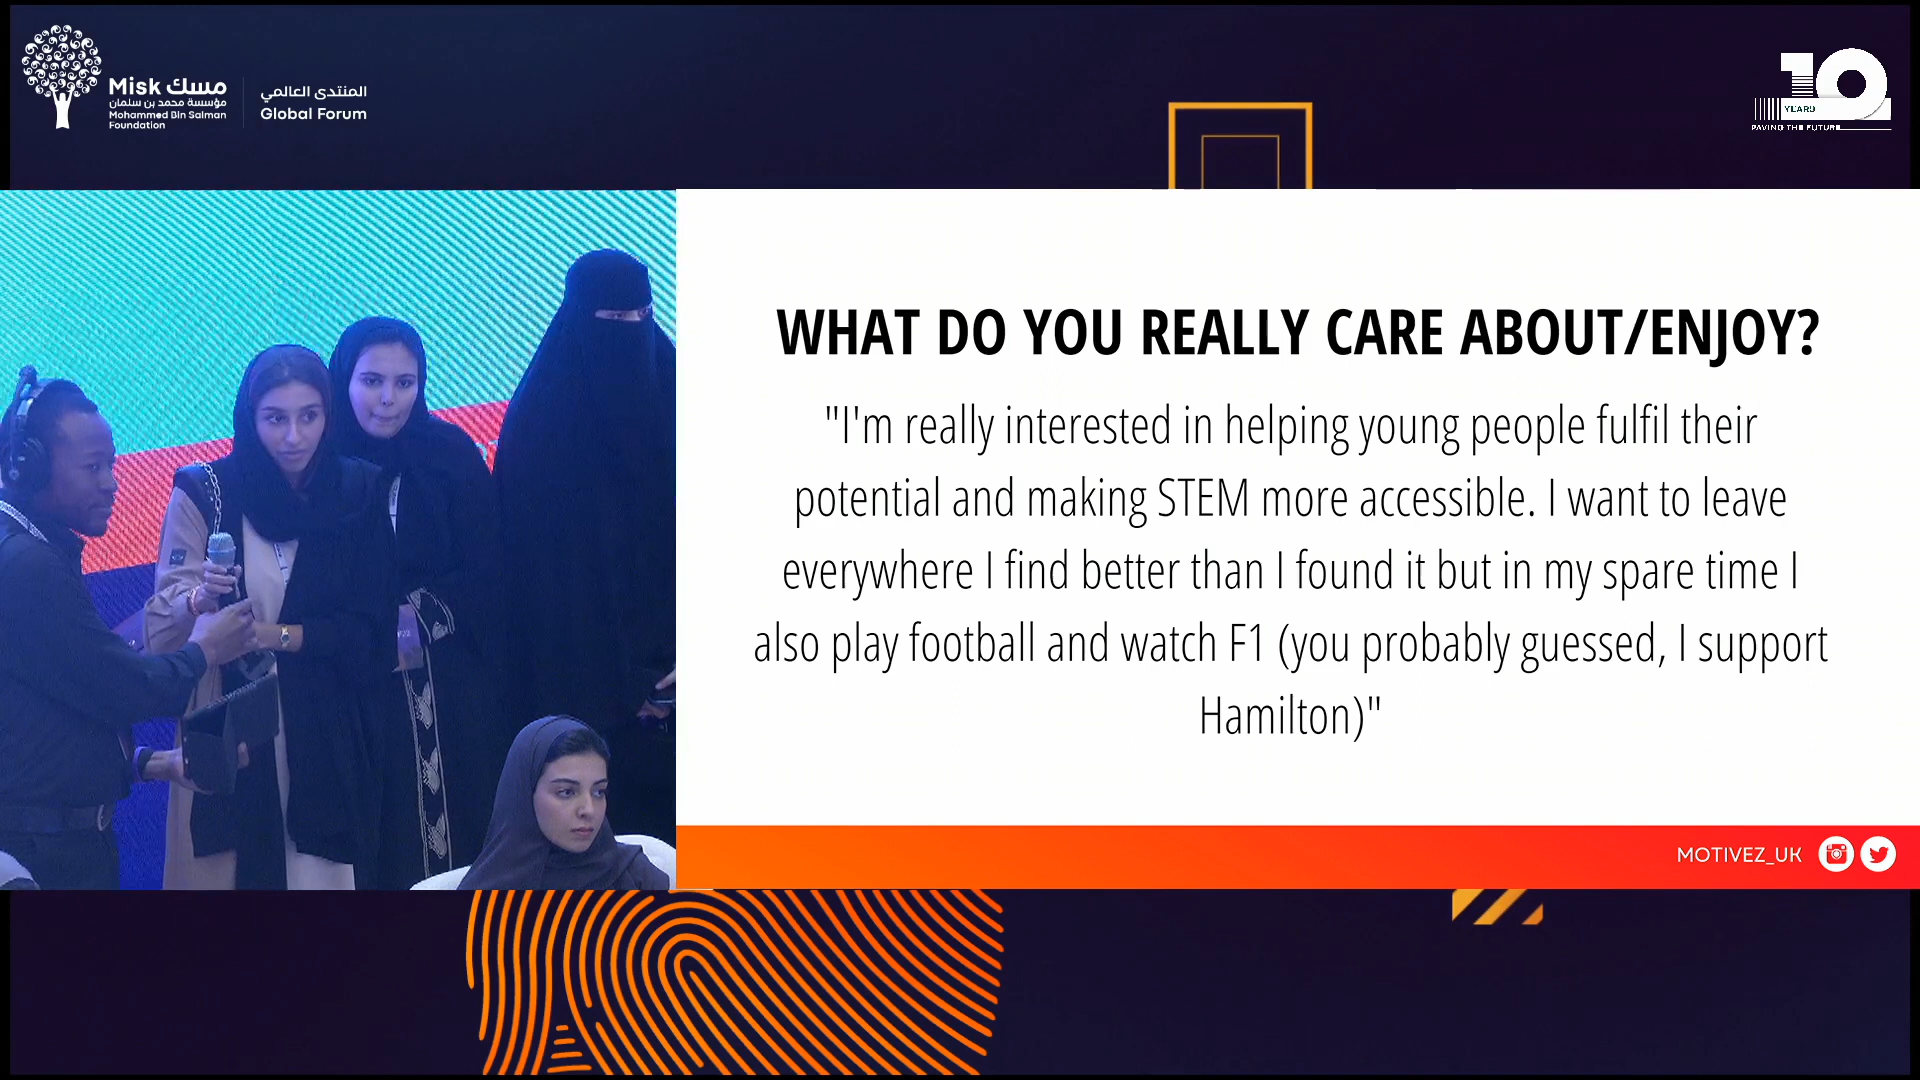 Misk مسك
مؤسسة محمد بن سلمان
Mohammed Bin Salman
Foundation
المنتدى العالمي
Global Forum
10
YEARS
PAVING THE FUTURE
WHAT DO YOU REALLY CARE ABOUT/ENJOY?
"I'm really interested in helping young people fulfil their
potential and making STEM more accessible. I want to leave
everywhere I find better than I found it but in my spare time I
also play football and watch F1 (you probably guessed, I support
Hamilton)"
MOTIVEZ_UK